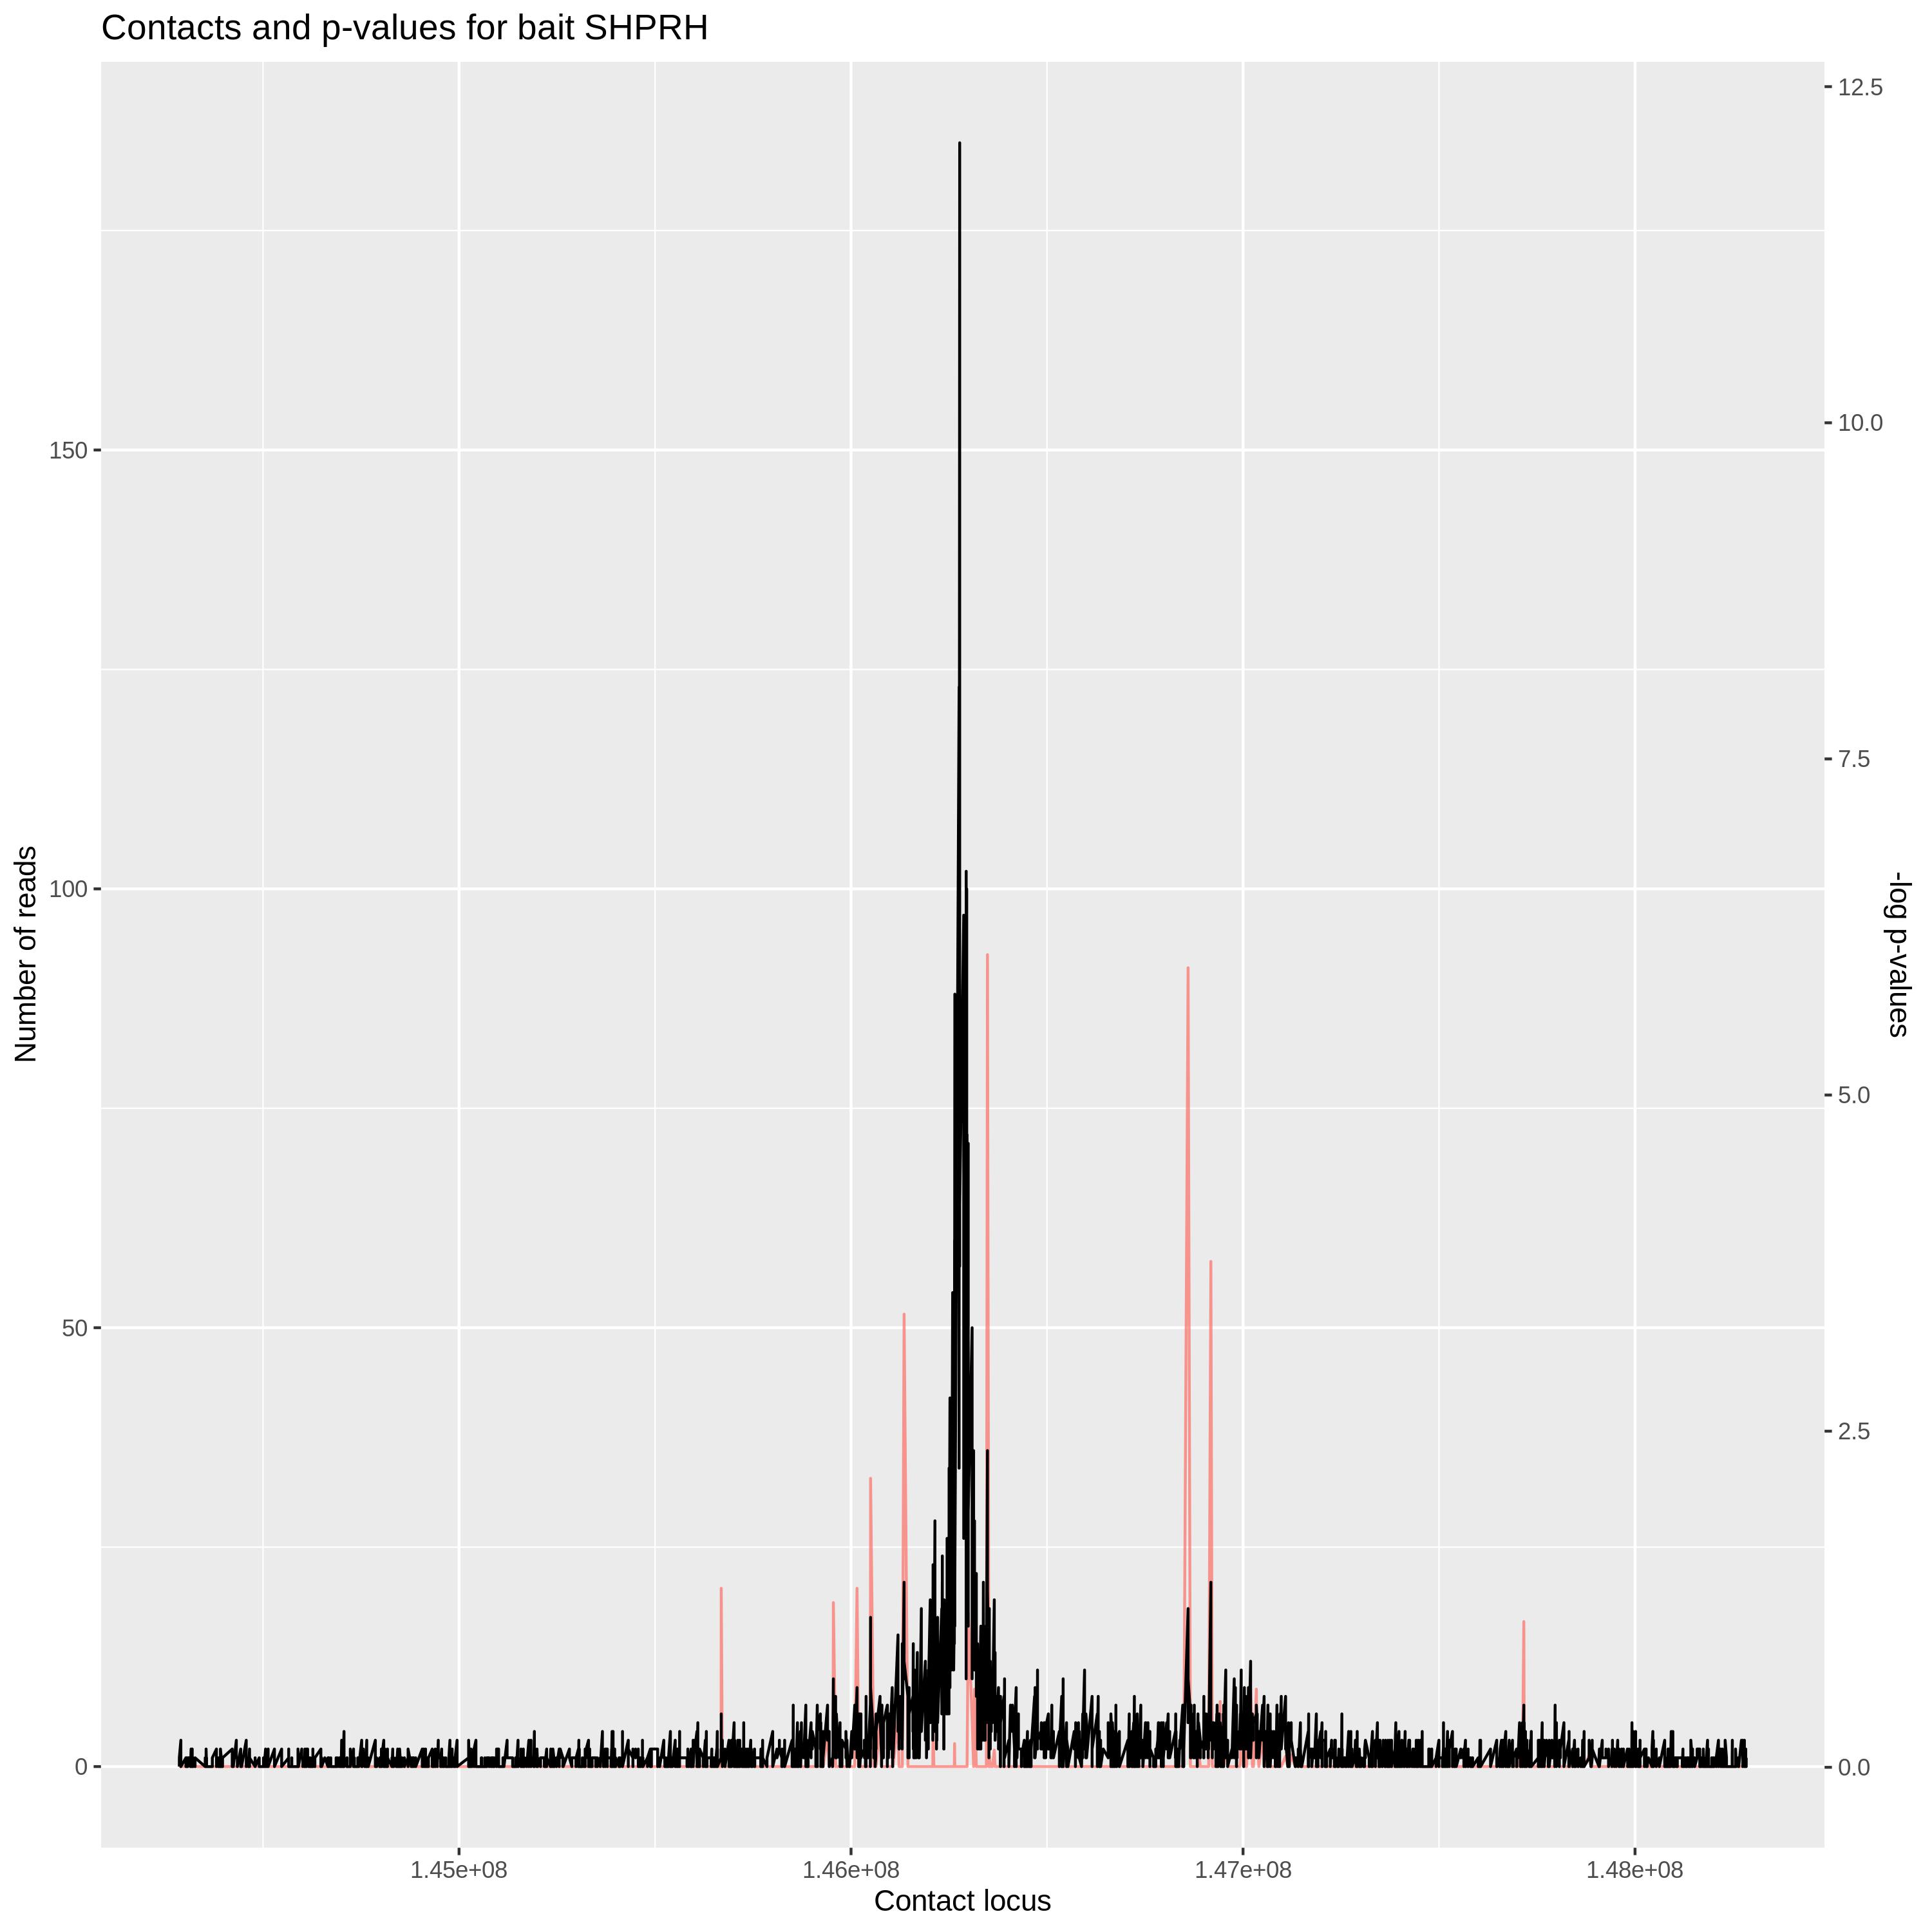 Contacts and p-values for bait SHPRH
12.5
10.0
150
7.5
Number of reads
100
-log p-values
5.0
50
2.5
0
0.0
1.45e+08
1.46e+08
1.47e+08
1.48e+08
Contact locus